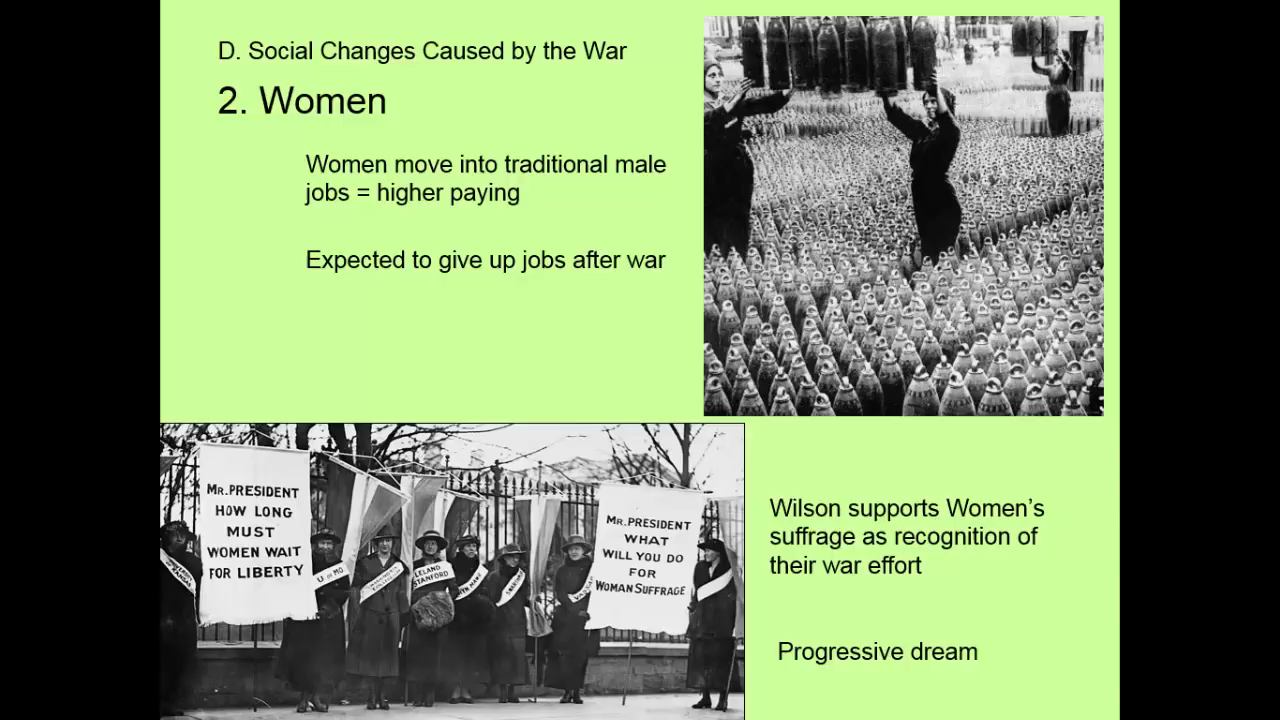 D. Social Changes Caused by the War
2. Women
Women move into traditional male
jobs = higher paying
Expected to give up jobs after war
MR. PRESIDENT
HOW LONG
MUST
WOMEN WAIT
FOR LIBERTY
MR. PRESIDENT
WHAT
WILL YOU DO
FOR
WOMAN SUFFRAGE
U OF MO
LELAND
STANFORD
Wilson supports Women's
suffrage as recognition of
their war effort
Progressive dream